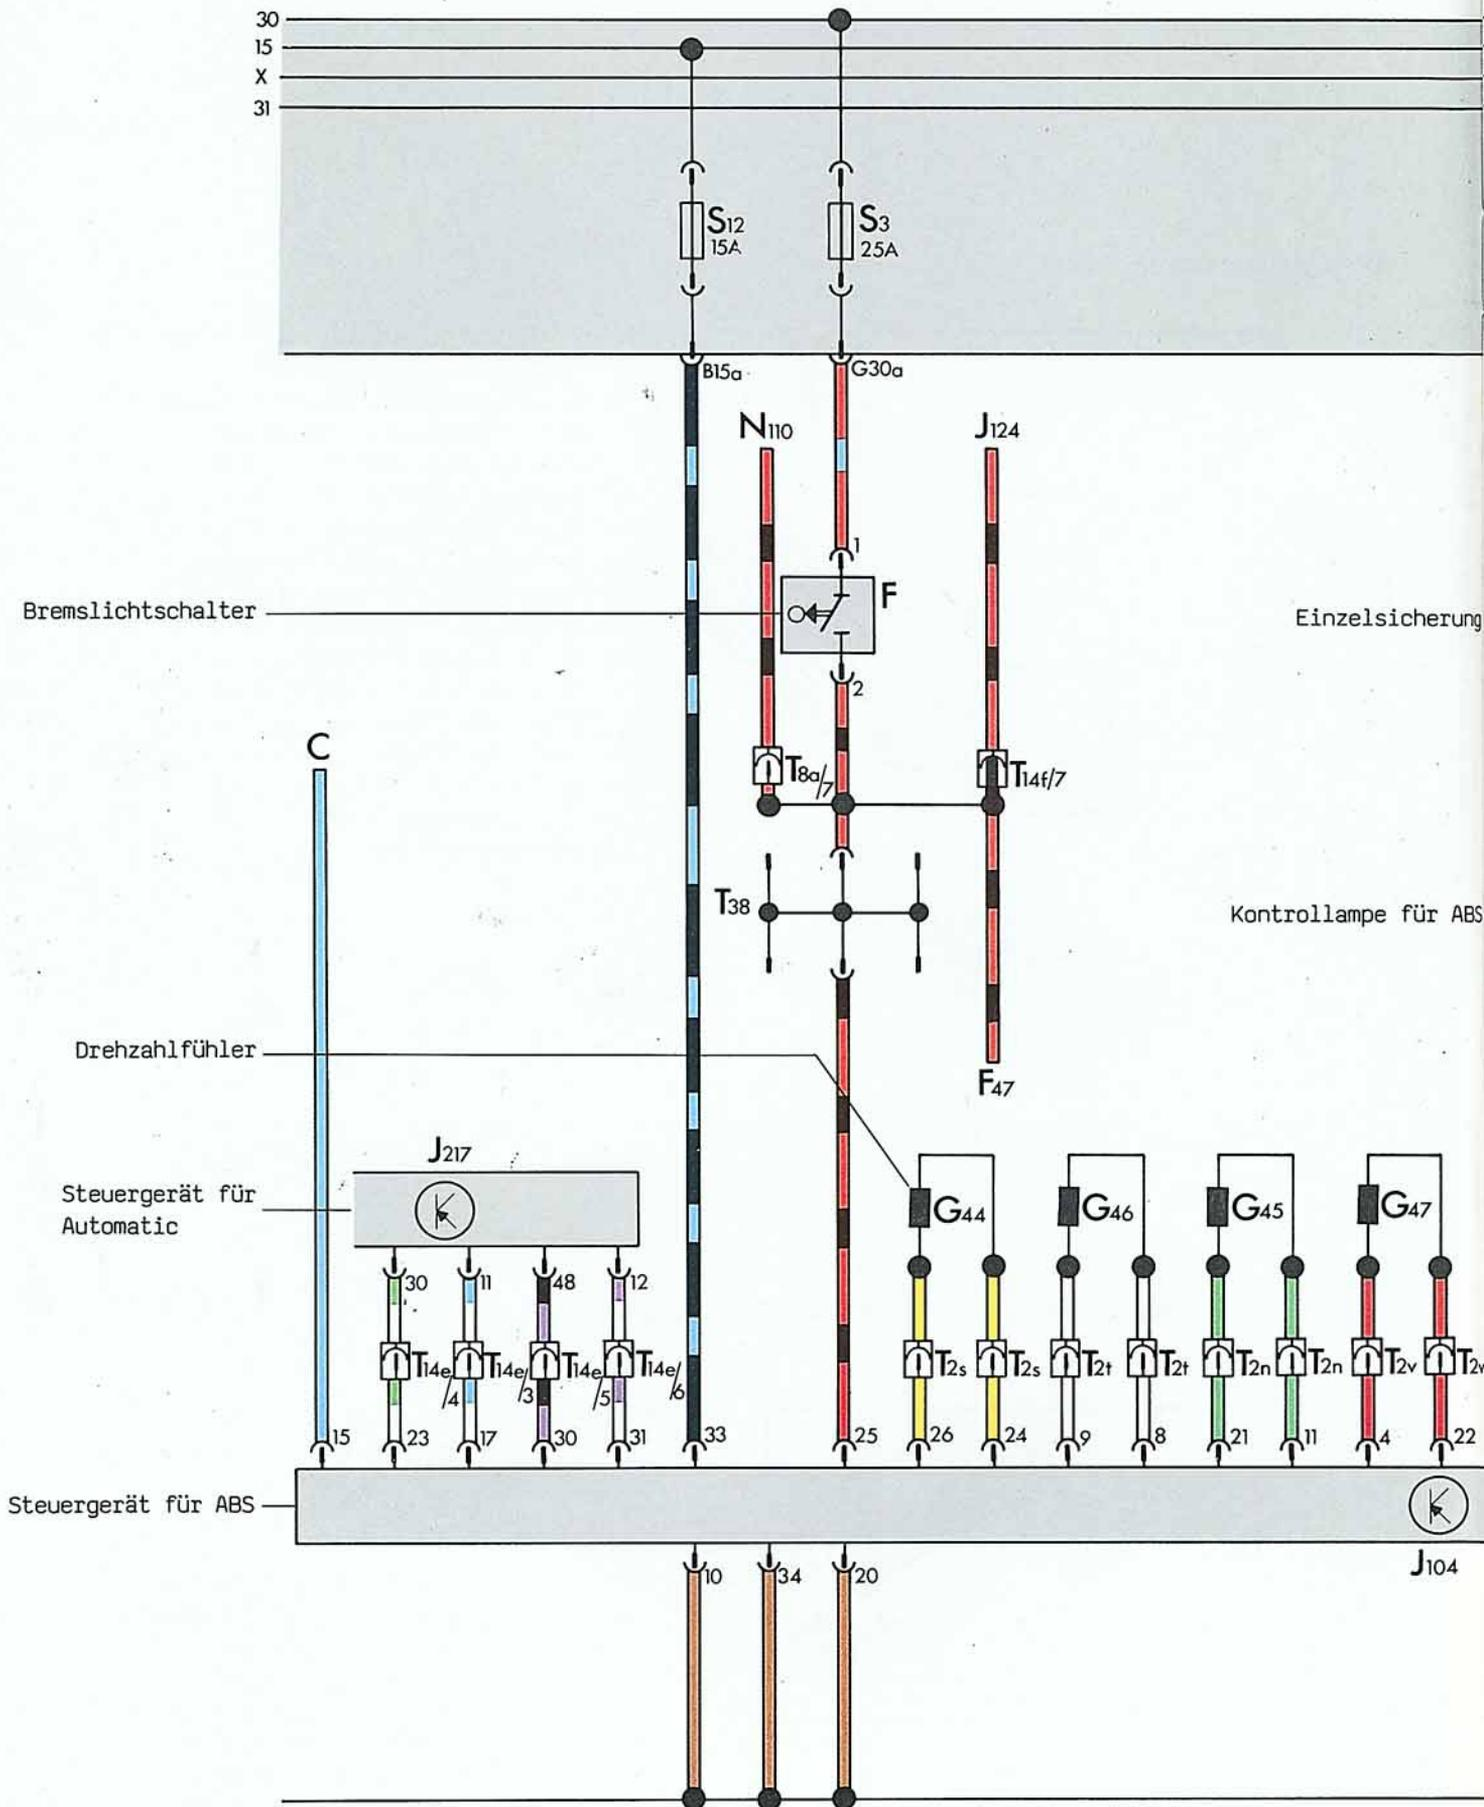 30
15
X
31
S12
15A
S3
25A
B15a
G30a
N110
J124
1
Bremslichtschalter
F
Einzelsicherung
2
C
T8a/7
T14f/7
T38
Kontrollampe für ABS
Drehzahlfühler
F47
J217
Steuergerät für
Automatic
G44
G46
G45
G47
30
11
48
12
T14e/4
T14e/3
T14e/5
T14e/6
T2s
T2s
T2t
T2t
T2n
T2n
T2v
15
23
17
30
31
33
25
26
24
9
8
21
11
4
22
Steuergerät für ABS
J104
10
34
20